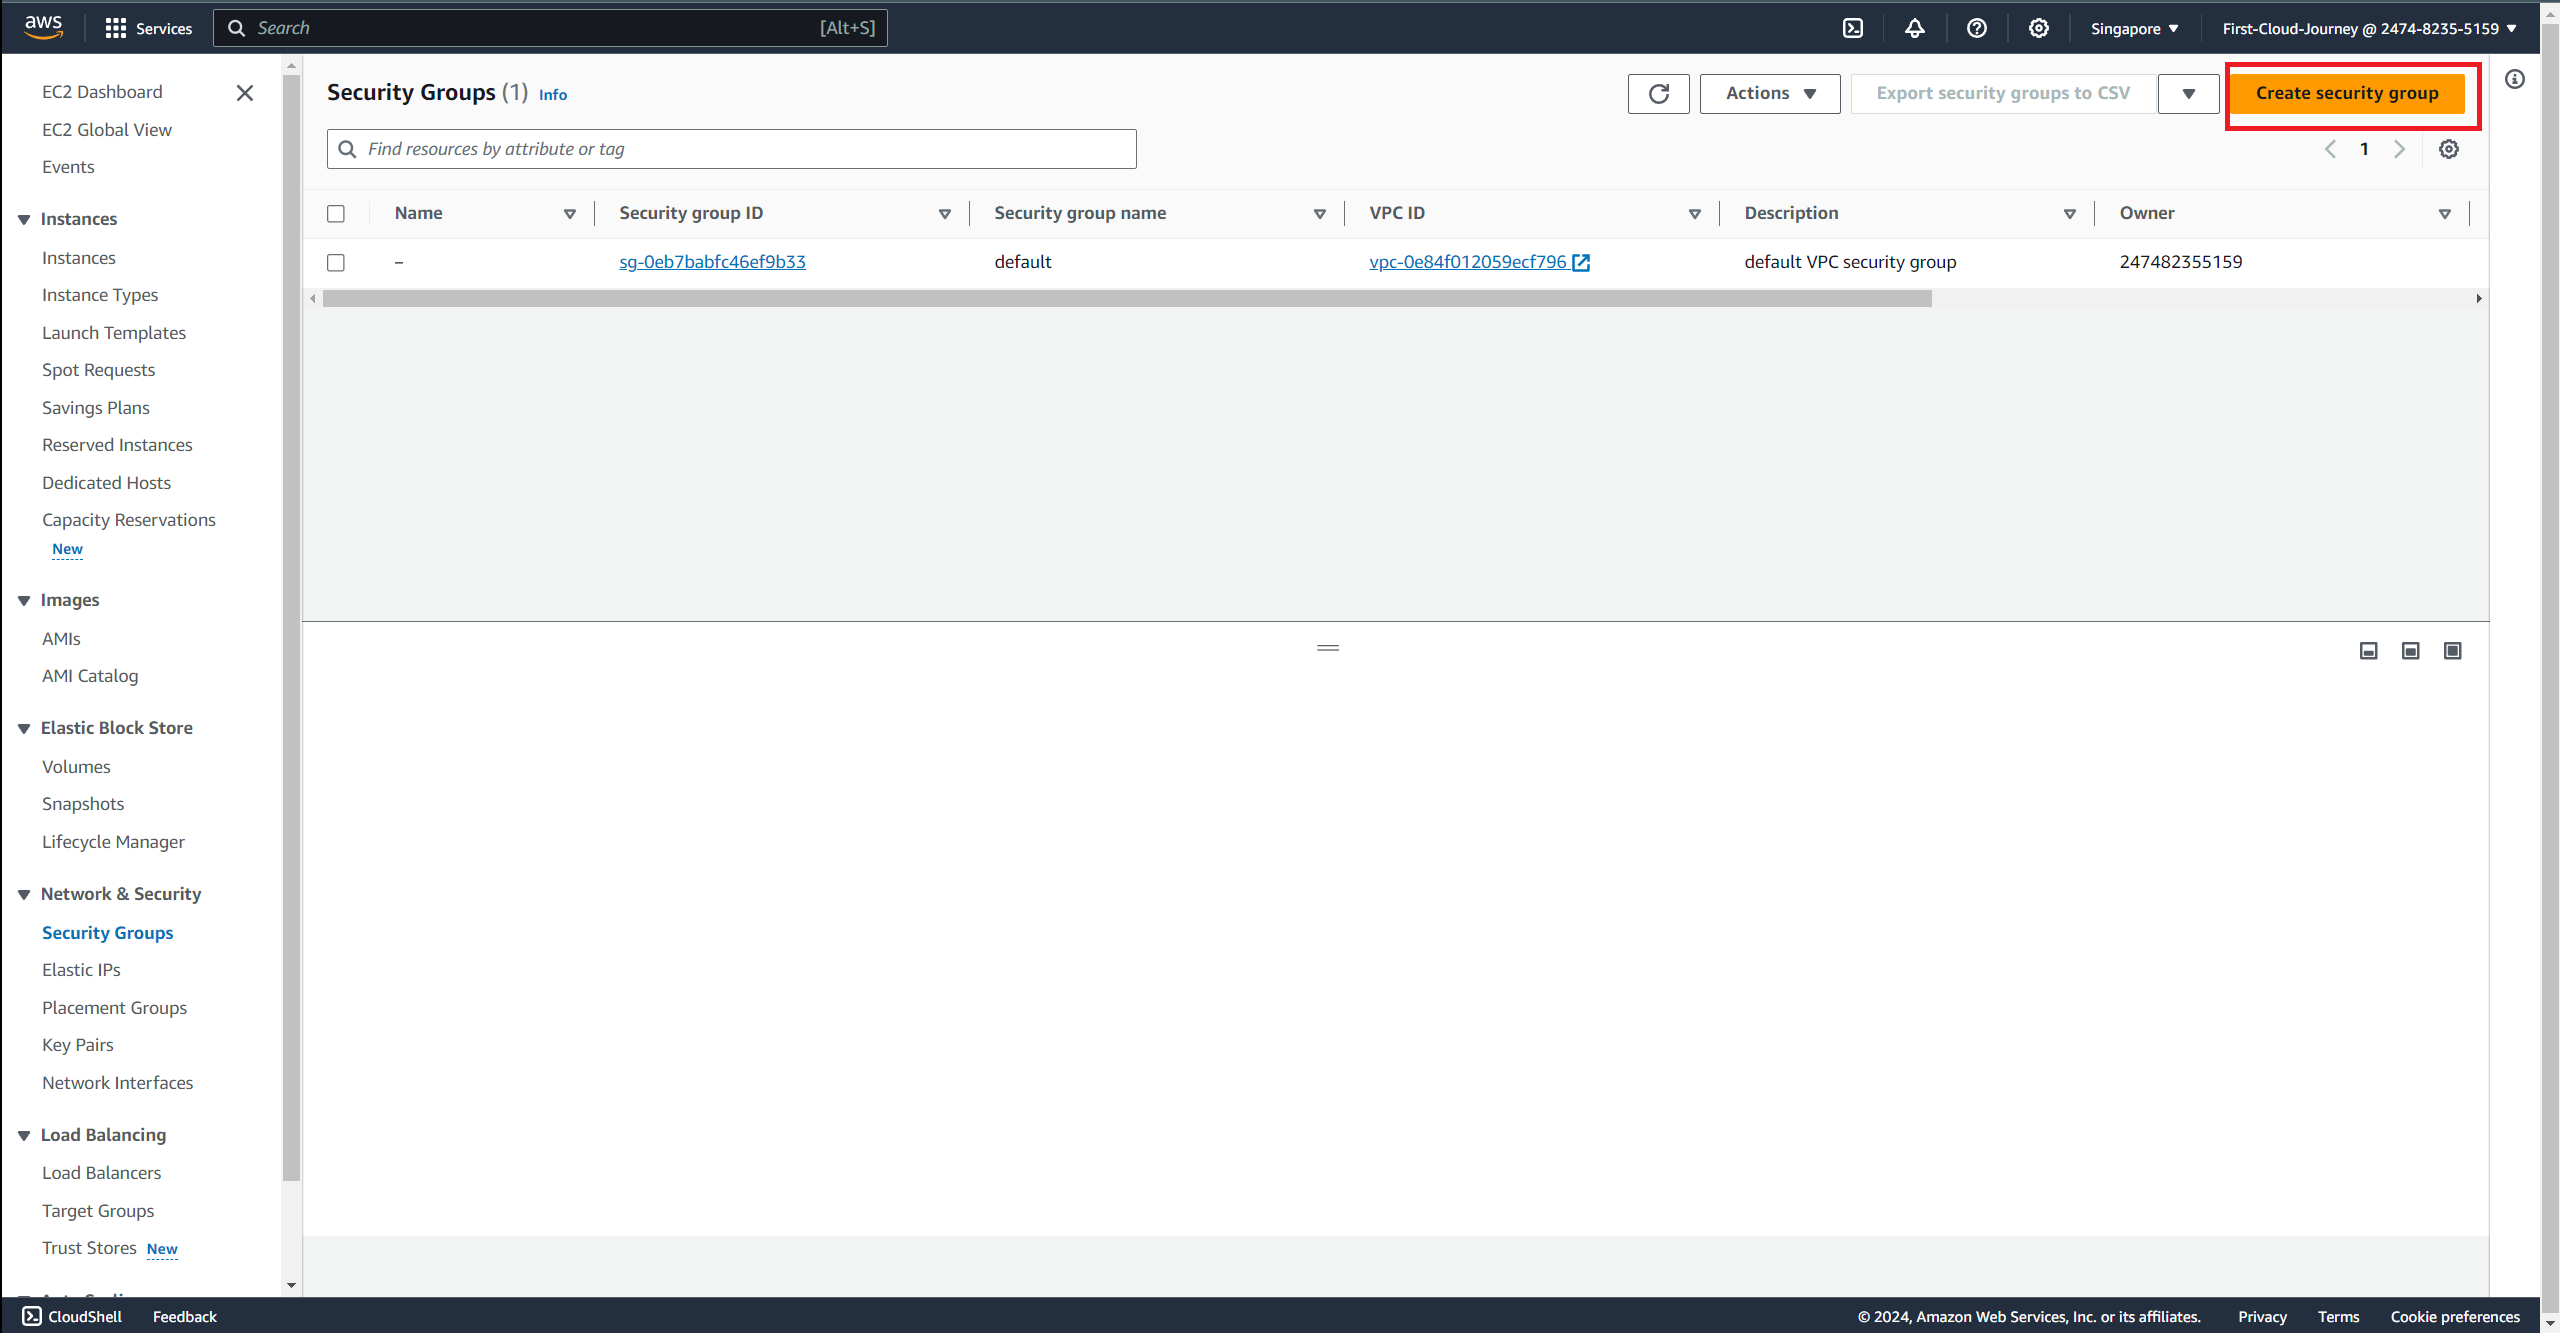 aws
Services
Search [Alt+S]
Singapore
First-Cloud-Journey @ 2474-8235-5159
EC2 Dashboard
EC2 Global View
Events
Instances
Instances
Instance Types
Launch Templates
Spot Requests
Savings Plans
Reserved Instances
Dedicated Hosts
Capacity Reservations
New
Images
AMIs
AMI Catalog
Elastic Block Store
Volumes
Snapshots
Lifecycle Manager
Network & Security
Security Groups
Elastic IPs
Placement Groups
Key Pairs
Network Interfaces
Load Balancing
Load Balancers
Target Groups
Trust Stores New
Security Groups (1) Info
Actions
Export security groups to CSV
Create security group
Find resources by attribute or tag
1
Name Security group ID Security group name VPC ID Description Owner
– sg-0eb7babfc46ef9b33 default vpc-0e84f012059ecf796 default VPC security group 247482355159
CloudShell Feedback © 2024, Amazon Web Services, Inc. or its affiliates. Privacy Terms Cookie preferences